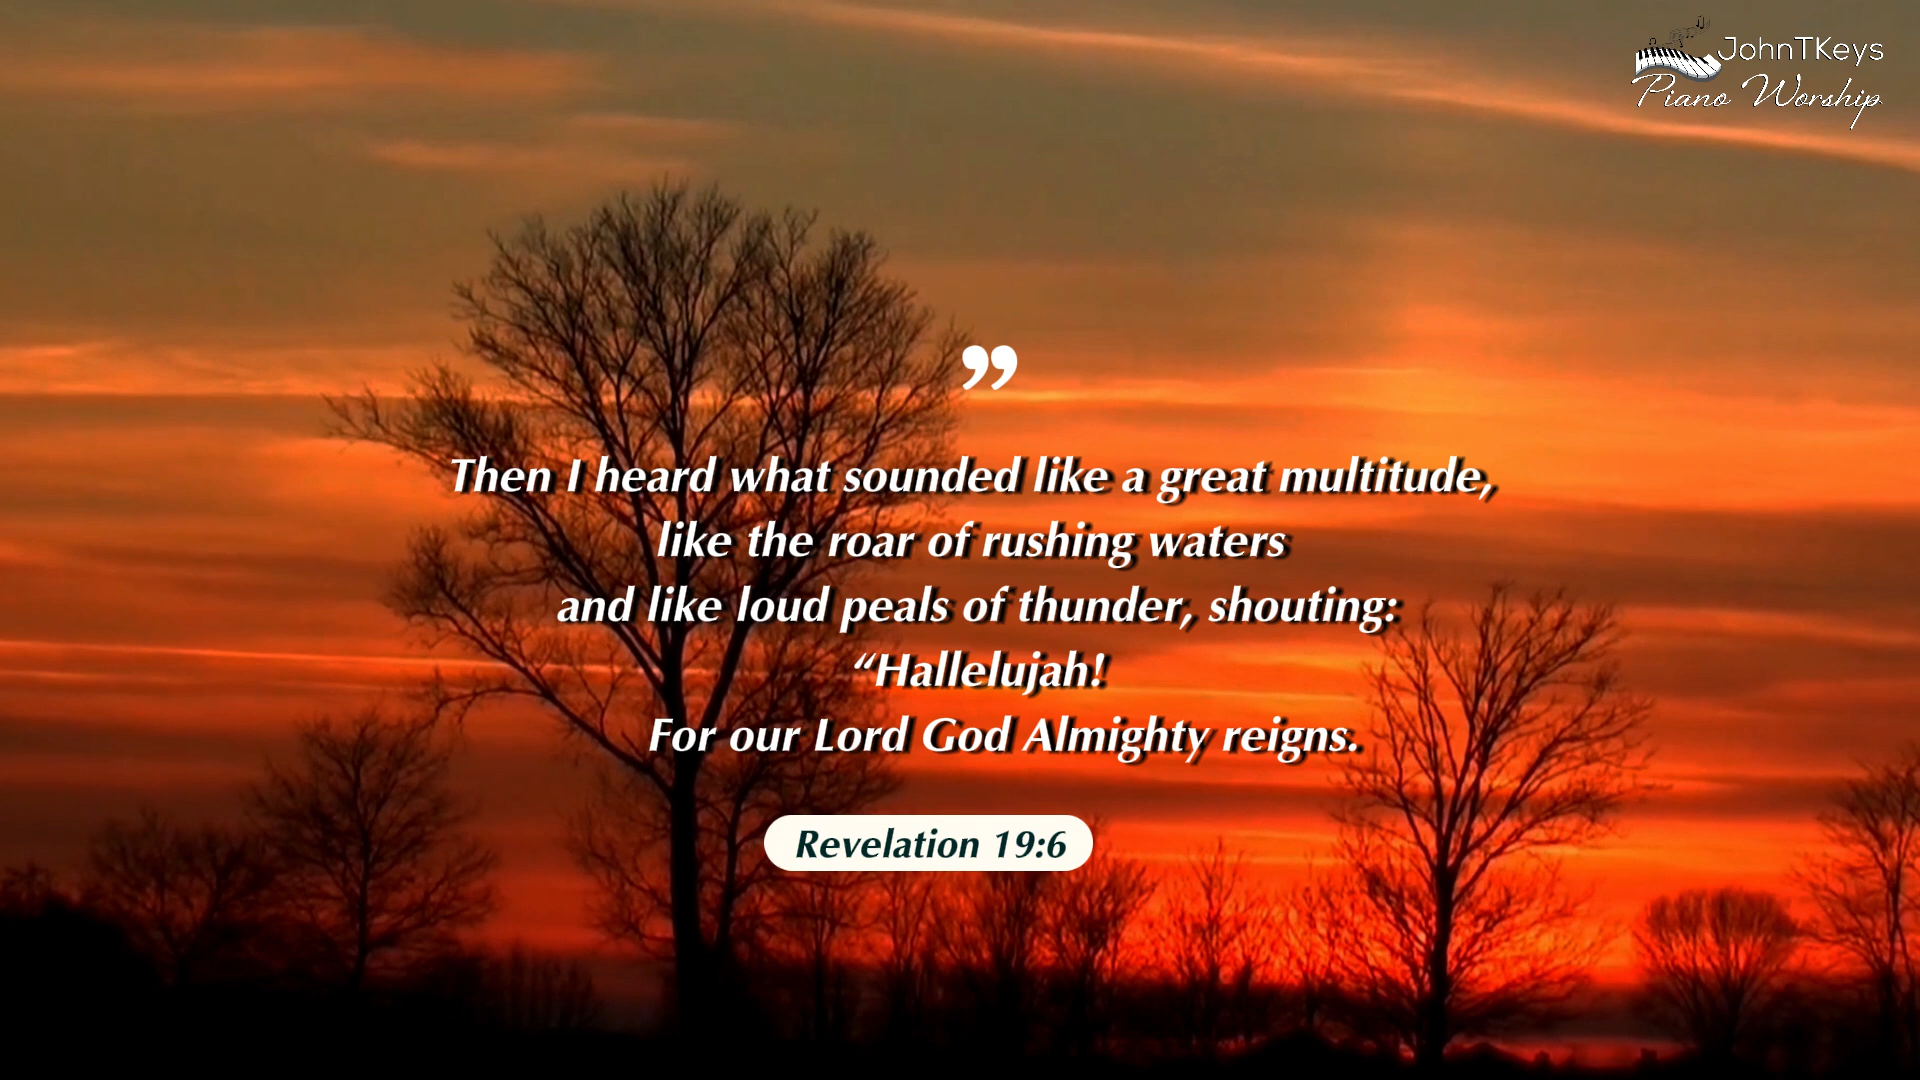 JohnTKeys
Piano Worship
”
Then I heard what sounded like a great multitude,
like the roar of rushing waters
and like loud peals of thunder, shouting:
“Hallelujah!
For our Lord God Almighty reigns.
Revelation 19:6